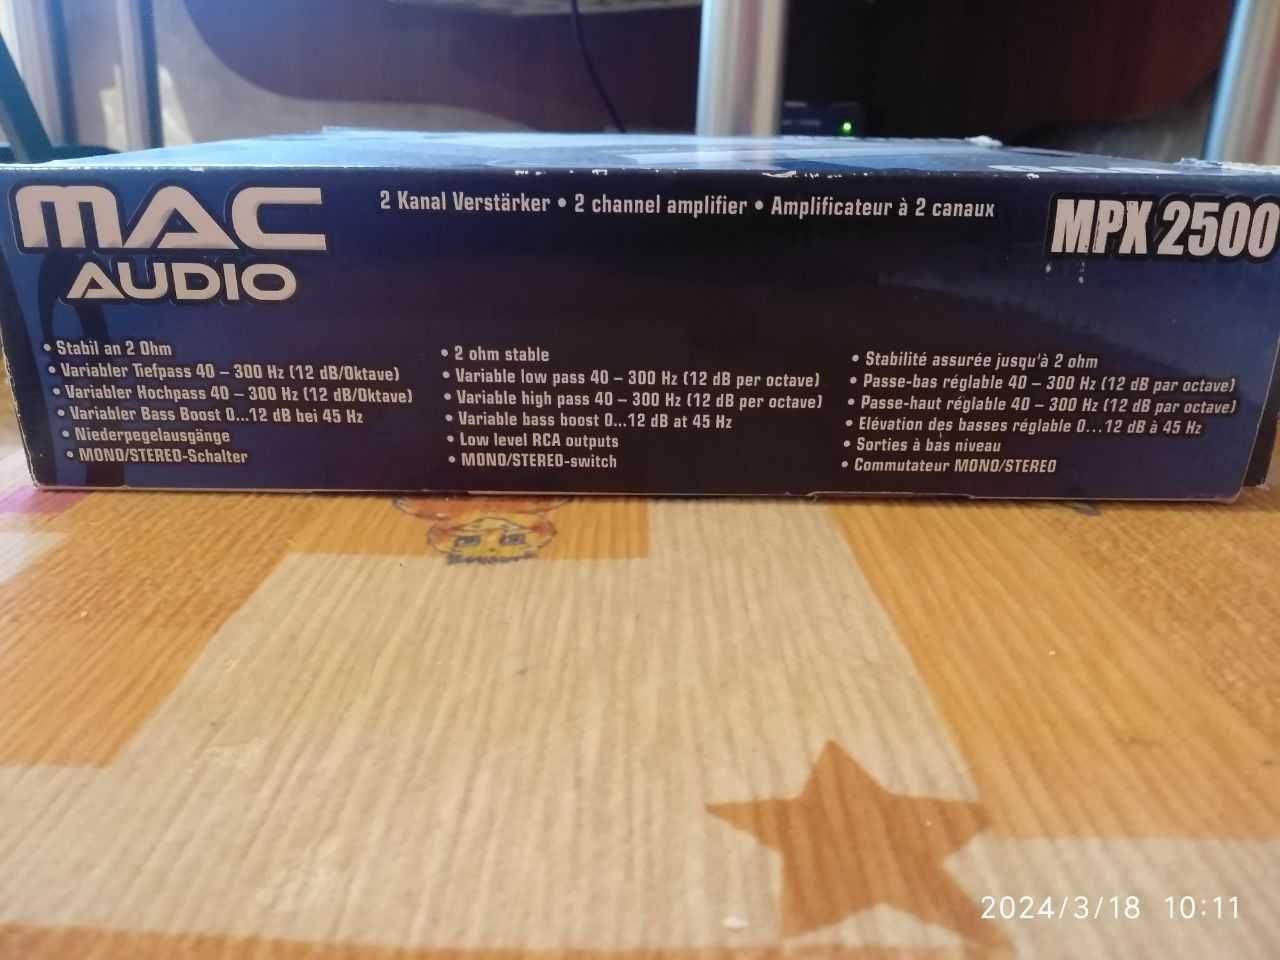 MAC
AUDIO
2 Kanal Verstärker • 2 channel amplifier • Amplificateur à 2 canaux
MPX 2500
• Stabil an 2 Ohm
• Variabler Tiefpass 40 – 300 Hz (12 dB/Oktave)
• Variabler Hochpass 40 – 300 Hz (12 dB/Oktave)
• Variabler Bass Boost 0...12 dB bei 45 Hz
• Niederpegelausgänge
• MONO/STEREO-Schalter
• 2 ohm stable
• Variable low pass 40 – 300 Hz (12 dB per octave)
• Variable high pass 40 – 300 Hz (12 dB per octave)
• Variable bass boost 0...12 dB at 45 Hz
• Low level RCA outputs
• MONO/STEREO-switch
• Stabilité assurée jusqu'à 2 ohm
• Passe-bas réglable 40 – 300 Hz (12 dB par octave)
• Passe-haut réglable 40 – 300 Hz (12 dB par octave)
• Elévation des basses réglable 0...12 dB à 45 Hz
• Sorties à bas niveau
• Commutateur MONO/STEREO
2024/3/18 10:11